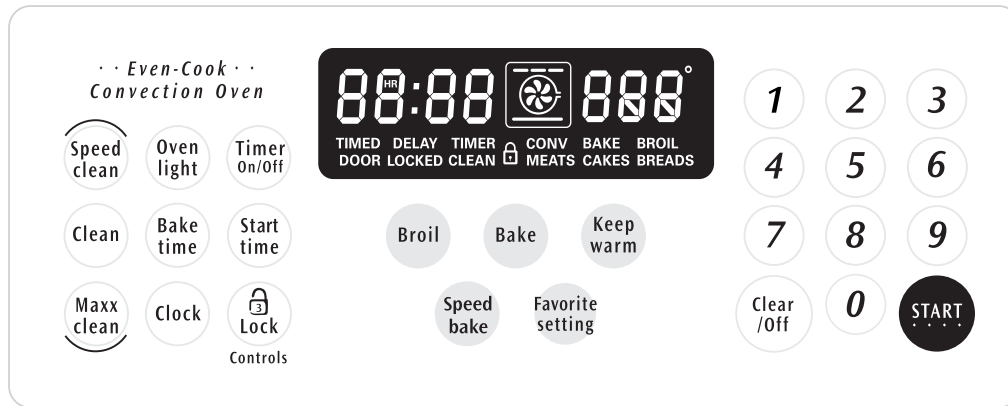 · · Even-Cook · ·
Convection Oven
Speed
clean
Oven
light
Timer
On/Off
Clean
Bake
time
Start
time
Maxx
clean
Clock
3
Lock
Controls
88:88 888°
HR
TIMED DELAY TIMER CONV BAKE BROIL
DOOR LOCKED CLEAN MEATS CAKES BREADS
Broil
Bake
Keep
warm
Speed
bake
Favorite
setting
1 2 3
4 5 6
7 8 9
Clear
/Off
0
START